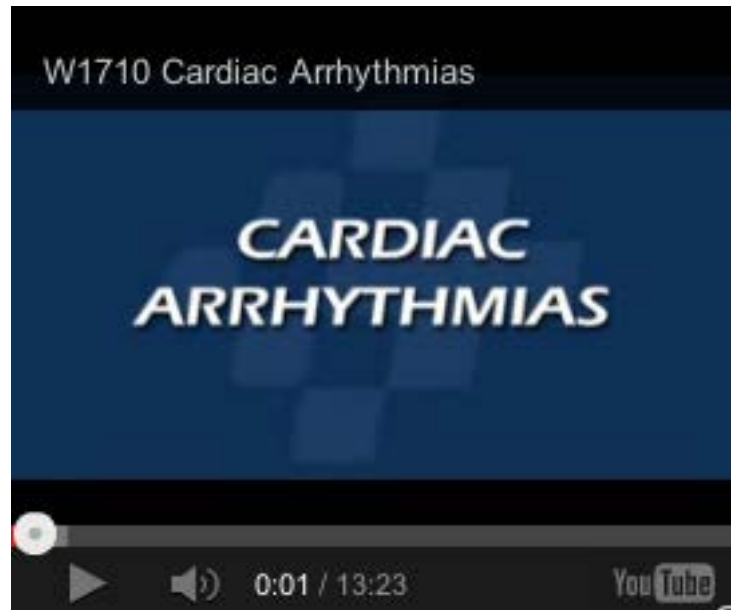 W1710 Cardiac Arrhythmias
CARDIAC
ARRHYTHMIAS
0:01 / 13:23
YouTube